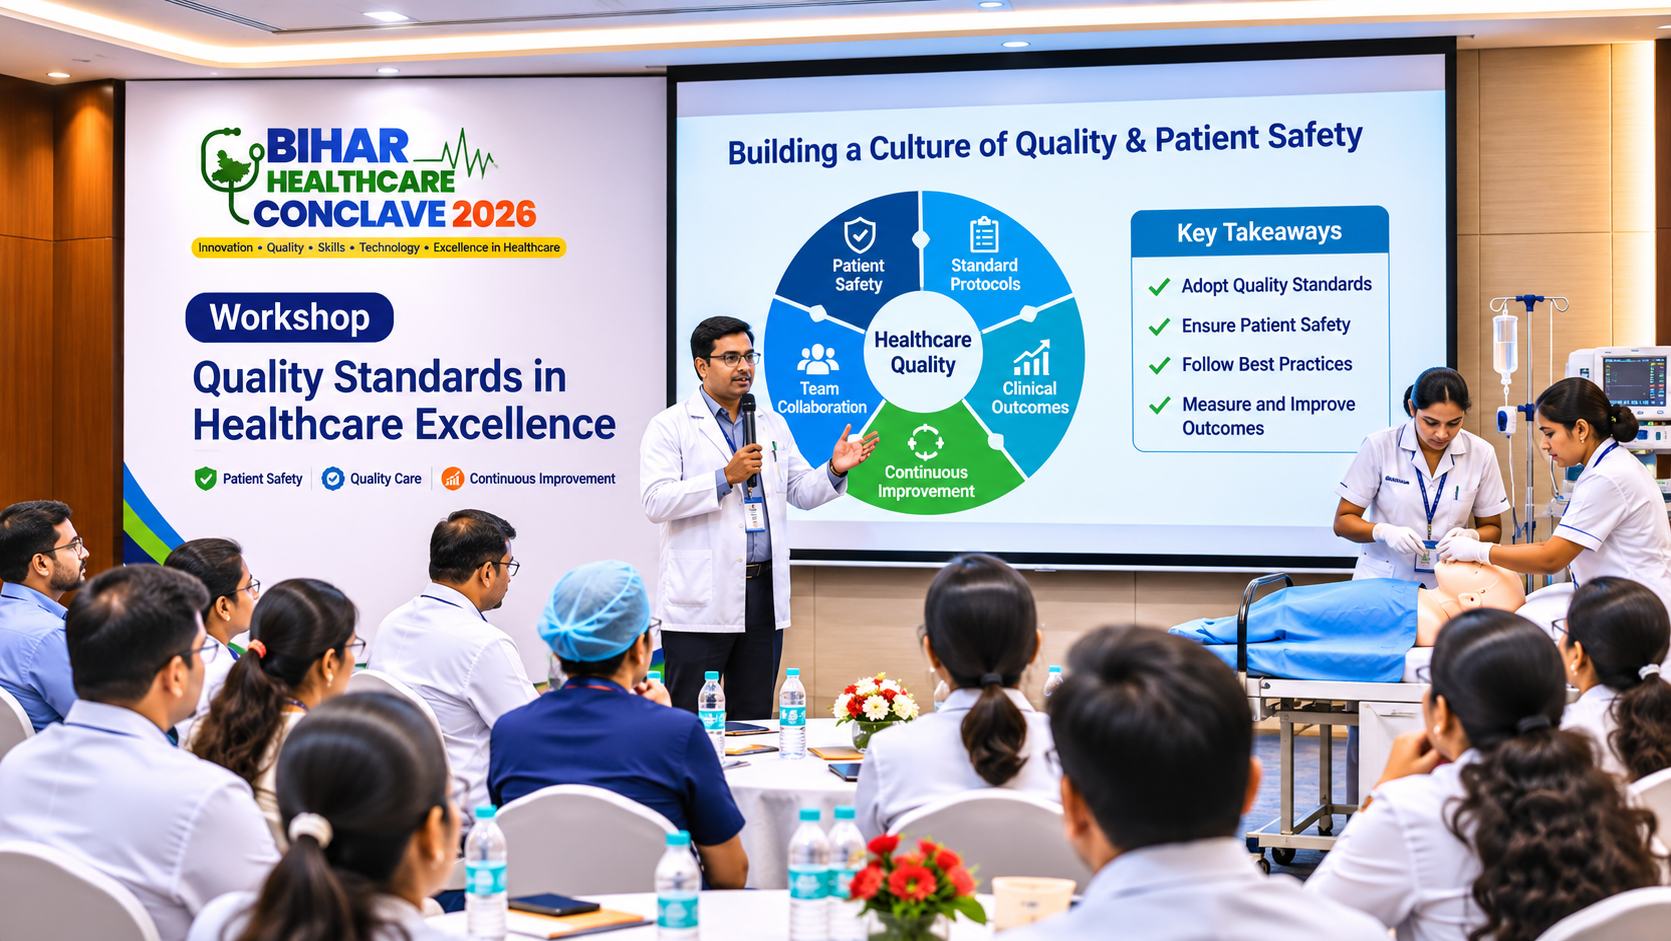 BIHAR
HEALTHCARE
CONCLAVE 2026
Innovation • Quality • Skills • Technology • Excellence in Healthcare
Workshop
Quality Standards in
Healthcare Excellence
Patient Safety
Quality Care
Continuous Improvement
Building a Culture of Quality & Patient Safety
Patient
Safety
Standard
Protocols
Team
Collaboration
Healthcare
Quality
Clinical
Outcomes
Continuous
Improvement
Key Takeaways
Adopt Quality Standards
Ensure Patient Safety
Follow Best Practices
Measure and Improve
Outcomes